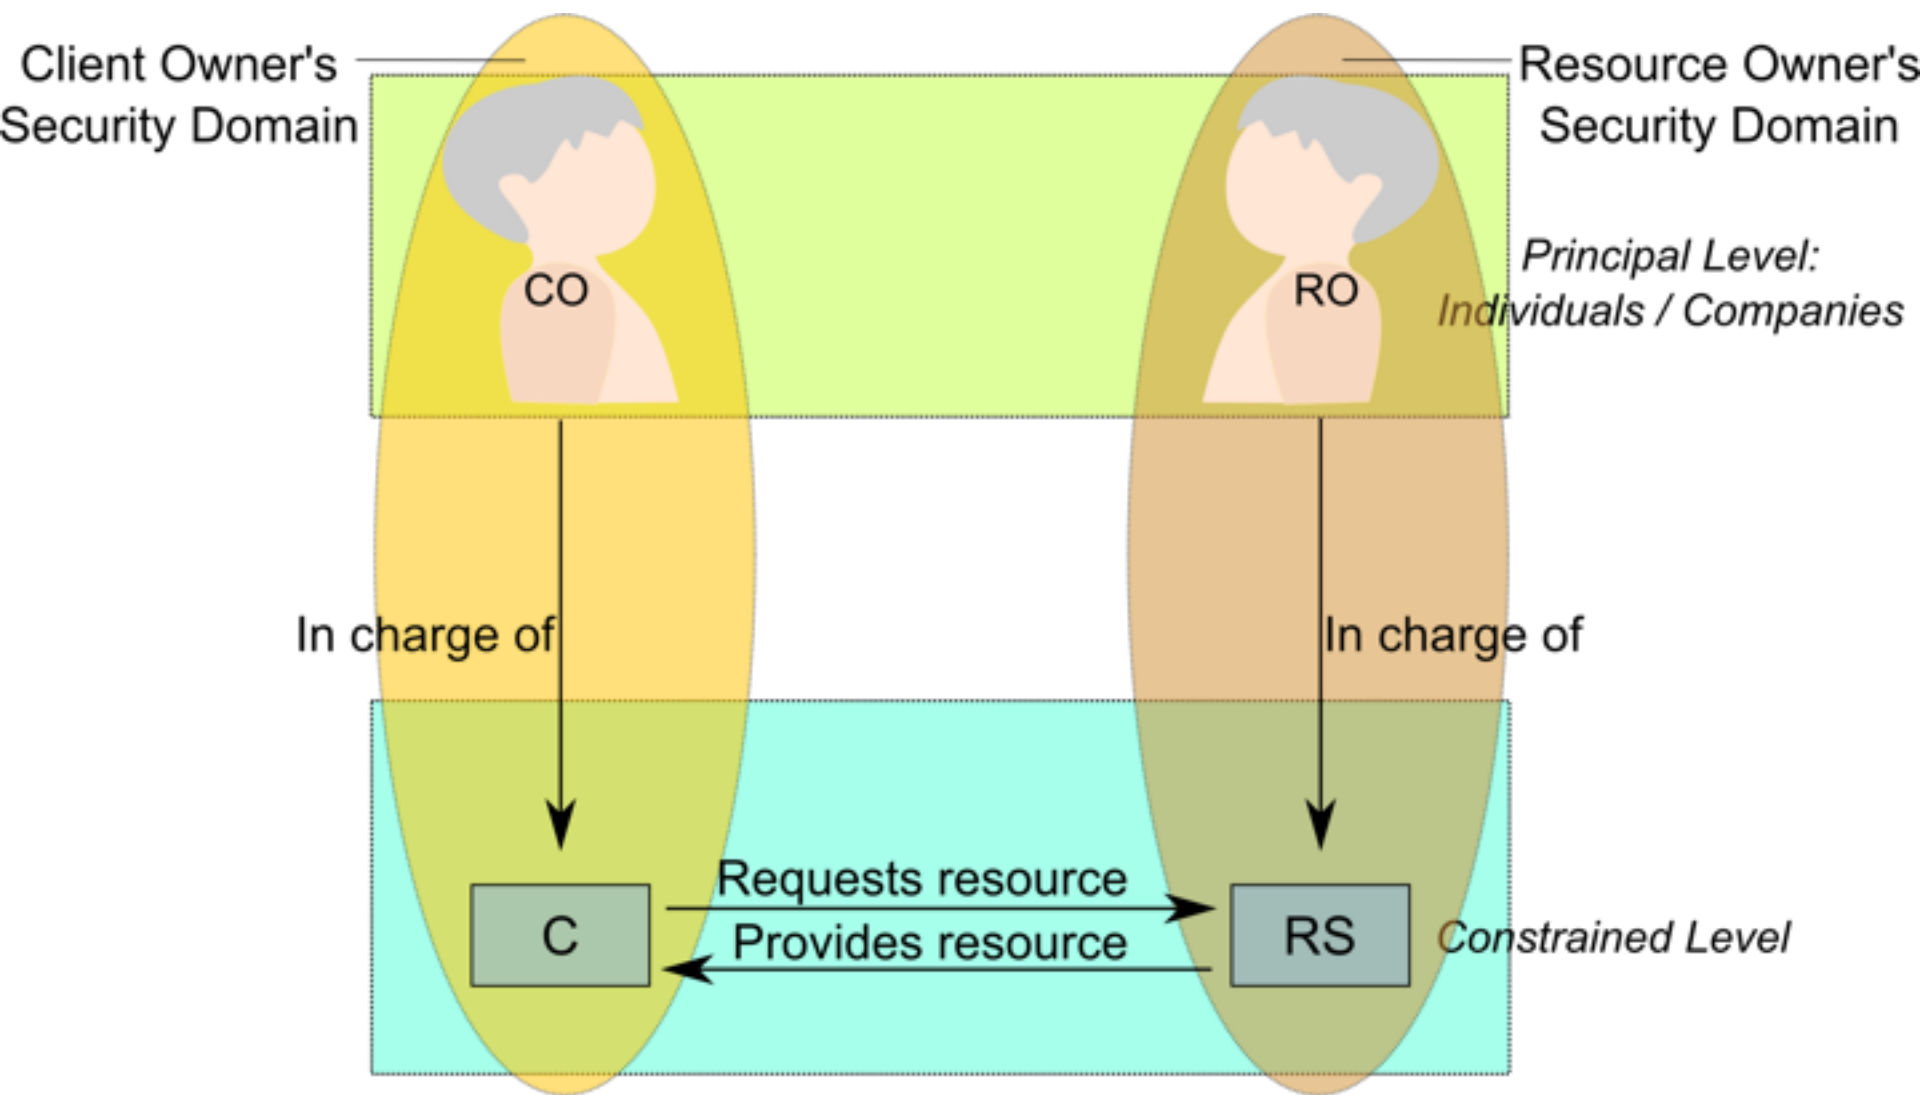 Client Owner's
Security Domain
Resource Owner's
Security Domain
CO
RO
Principal Level:
Individuals / Companies
In charge of
In charge of
Requests resource
C
RS
Provides resource
Constrained Level